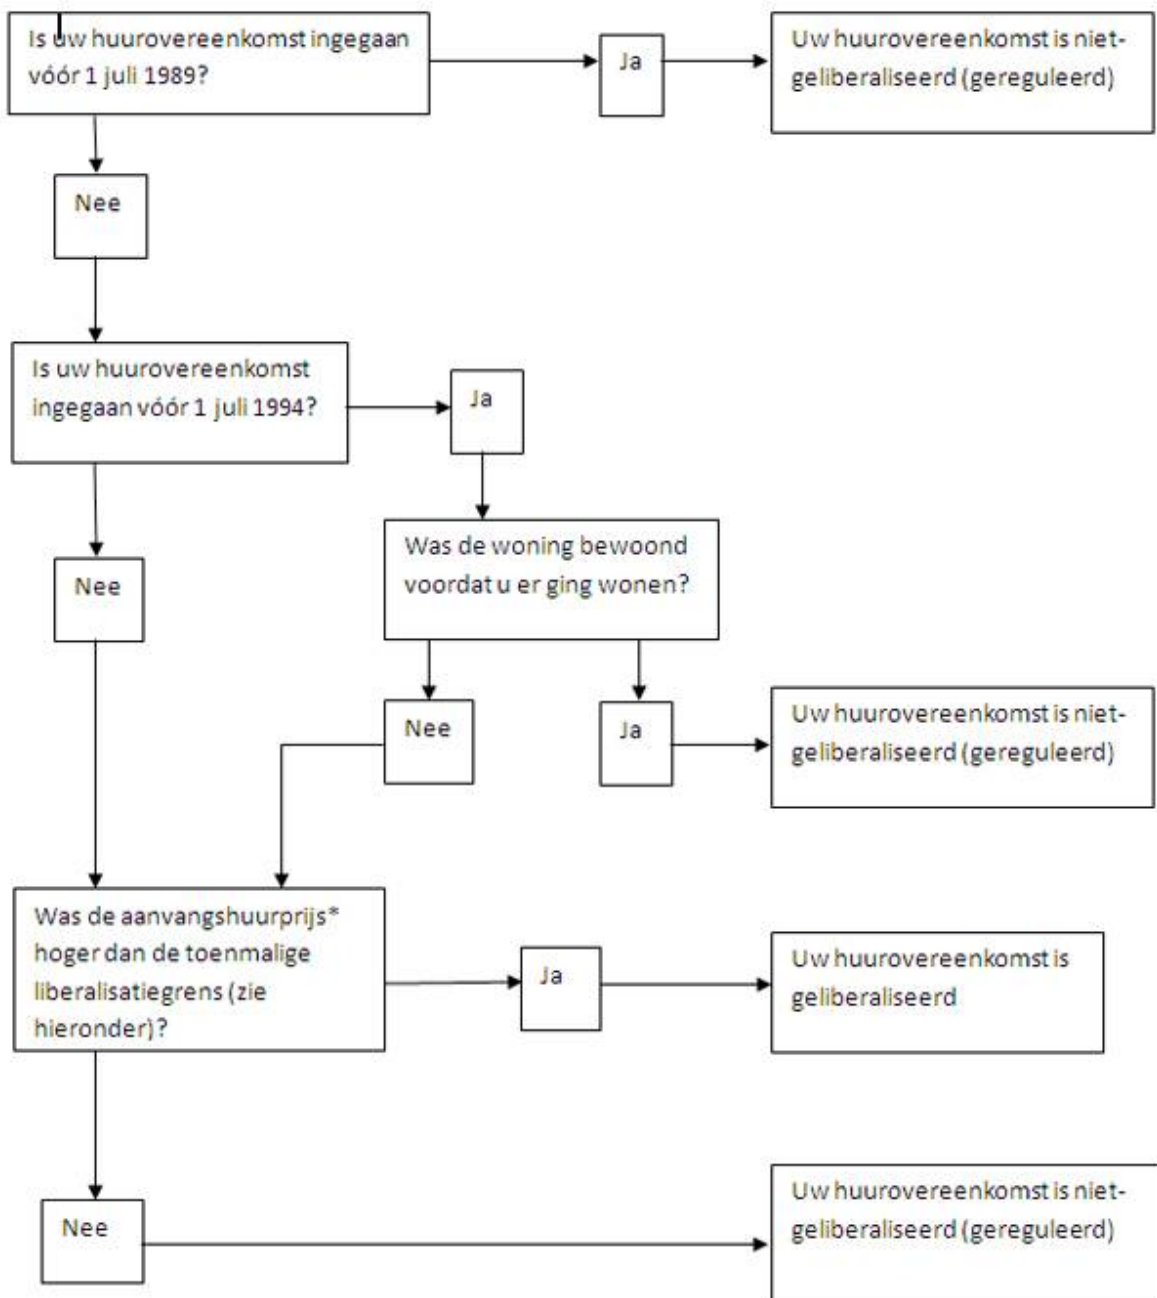 Is uw huurovereenkomst ingegaan
vóór 1 juli 1989?
Ja
Uw huurovereenkomst is niet-
geliberaliseerd (gereguleerd)
Nee
Is uw huurovereenkomst
ingegaan vóór 1 juli 1994?
Ja
Was de woning bewoond
voordat u er ging wonen?
Nee
Nee
Ja
Uw huurovereenkomst is niet-
geliberaliseerd (gereguleerd)
Was de aanvangshuurprijs*
hoger dan de toenmalige
liberalisatiegrens (zie
hieronder)?
Ja
Uw huurovereenkomst is
geliberaliseerd
Nee
Uw huurovereenkomst is niet-
geliberaliseerd (gereguleerd)